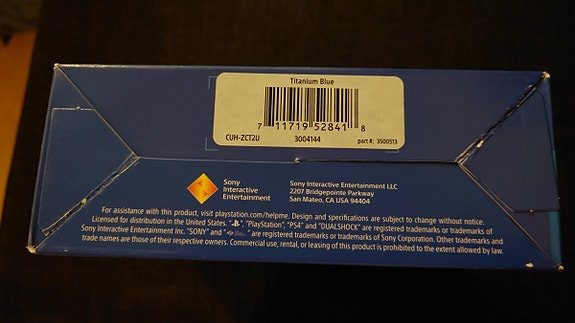 Titanium Blue
7 11719 52841 8
CUH-ZCT2U 3004144 part #: 3500513
Sony
Interactive
Entertainment
Sony Interactive Entertainment LLC
2207 Bridgepointe Parkway
San Mateo, CA USA 94404
For assistance with this product, visit playstation.com/helpme. Design and specifications are subject to change without notice.
Licensed for distribution in the United States. " ", "PlayStation", "PS4" and "DUALSHOCK" are registered trademarks or trademarks of
Sony Interactive Entertainment Inc. "SONY" and " " are registered trademarks or trademarks of Sony Corporation. Other trademarks and
trade names are those of their respective owners. Commercial use, rental, or leasing of this product is prohibited to the extent allowed by law.